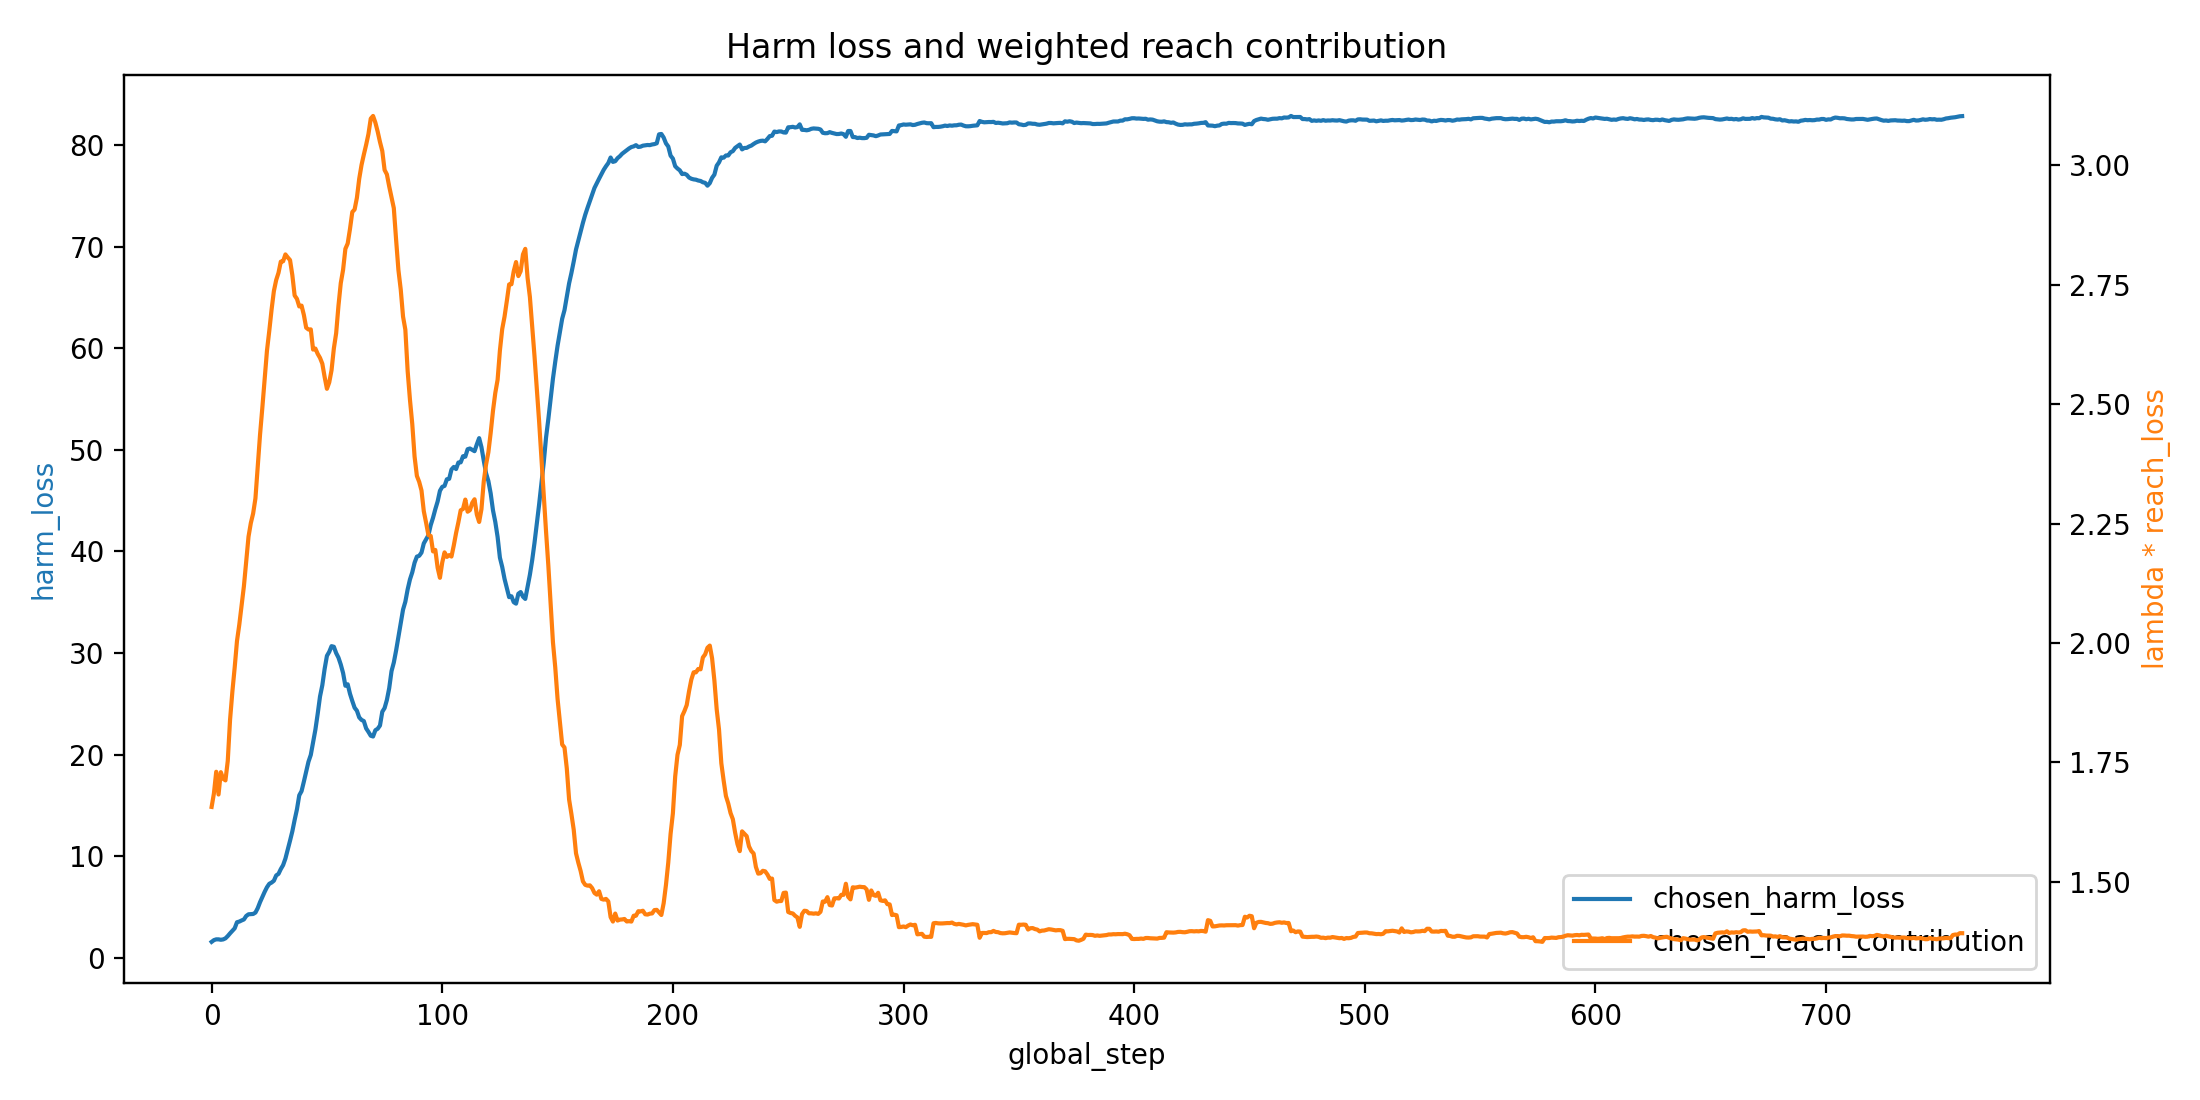 Harm loss and weighted reach contribution
80
70
60
50
40
30
20
10
0
harm_loss
3.00
2.75
2.50
2.25
2.00
1.75
1.50
lambda * reach_loss
chosen_harm_loss
chosen_reach_contribution
0 100 200 300 400 500 600 700
global_step